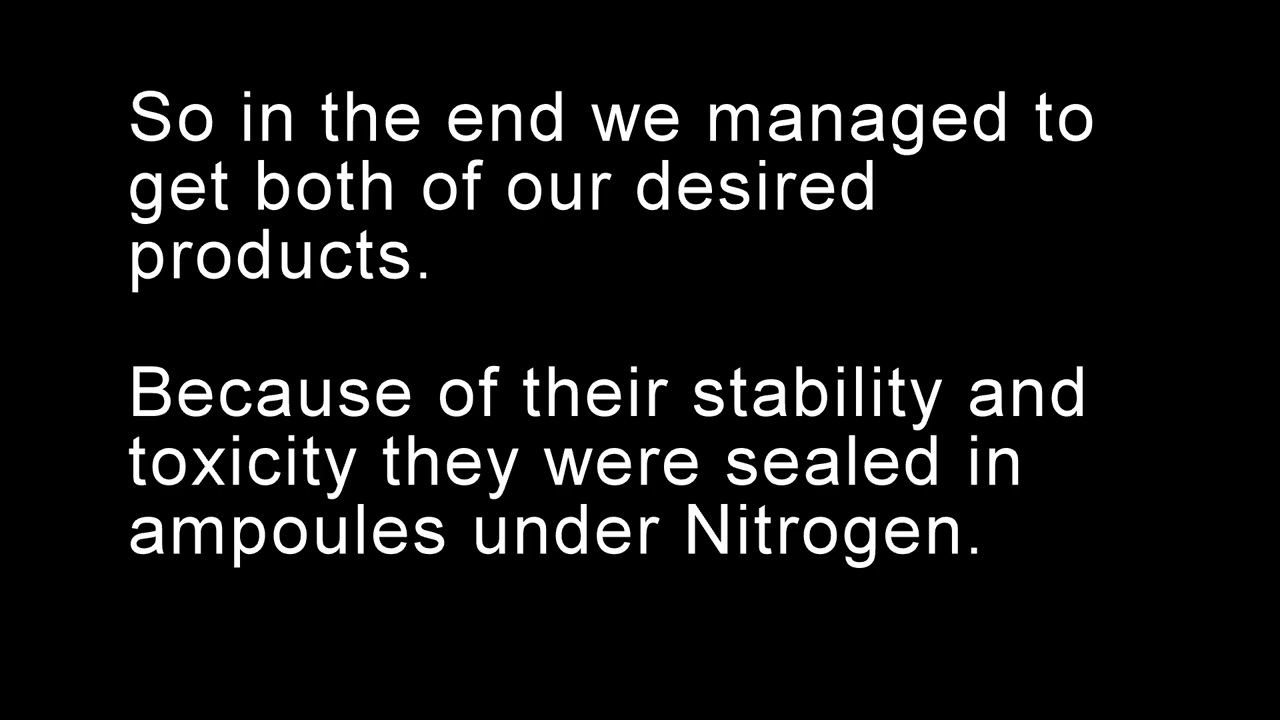 So in the end we managed to
get both of our desired
products.
Because of their stability and
toxicity they were sealed in
ampoules under Nitrogen.